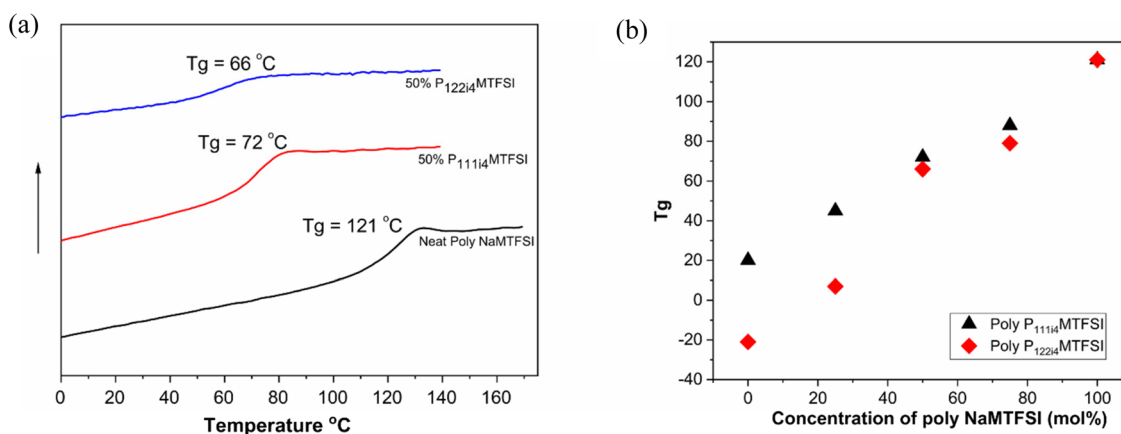 (a)
Tg = 66 °C
50% P₁₂₂ᵢ₄MTFSI
Tg = 72 °C
50% P₁₁₁ᵢ₄MTFSI
Tg = 121 °C
Neat Poly NaMTFSI
0 20 40 60 80 100 120 140 160
Temperature °C
(b)
120
100
80
60
40
20
0
-20
-40
Tg
Poly P₁₁₁ᵢ₄MTFSI
Poly P₁₂₂ᵢ₄MTFSI
0 20 40 60 80 100
Concentration of poly NaMTFSI (mol%)